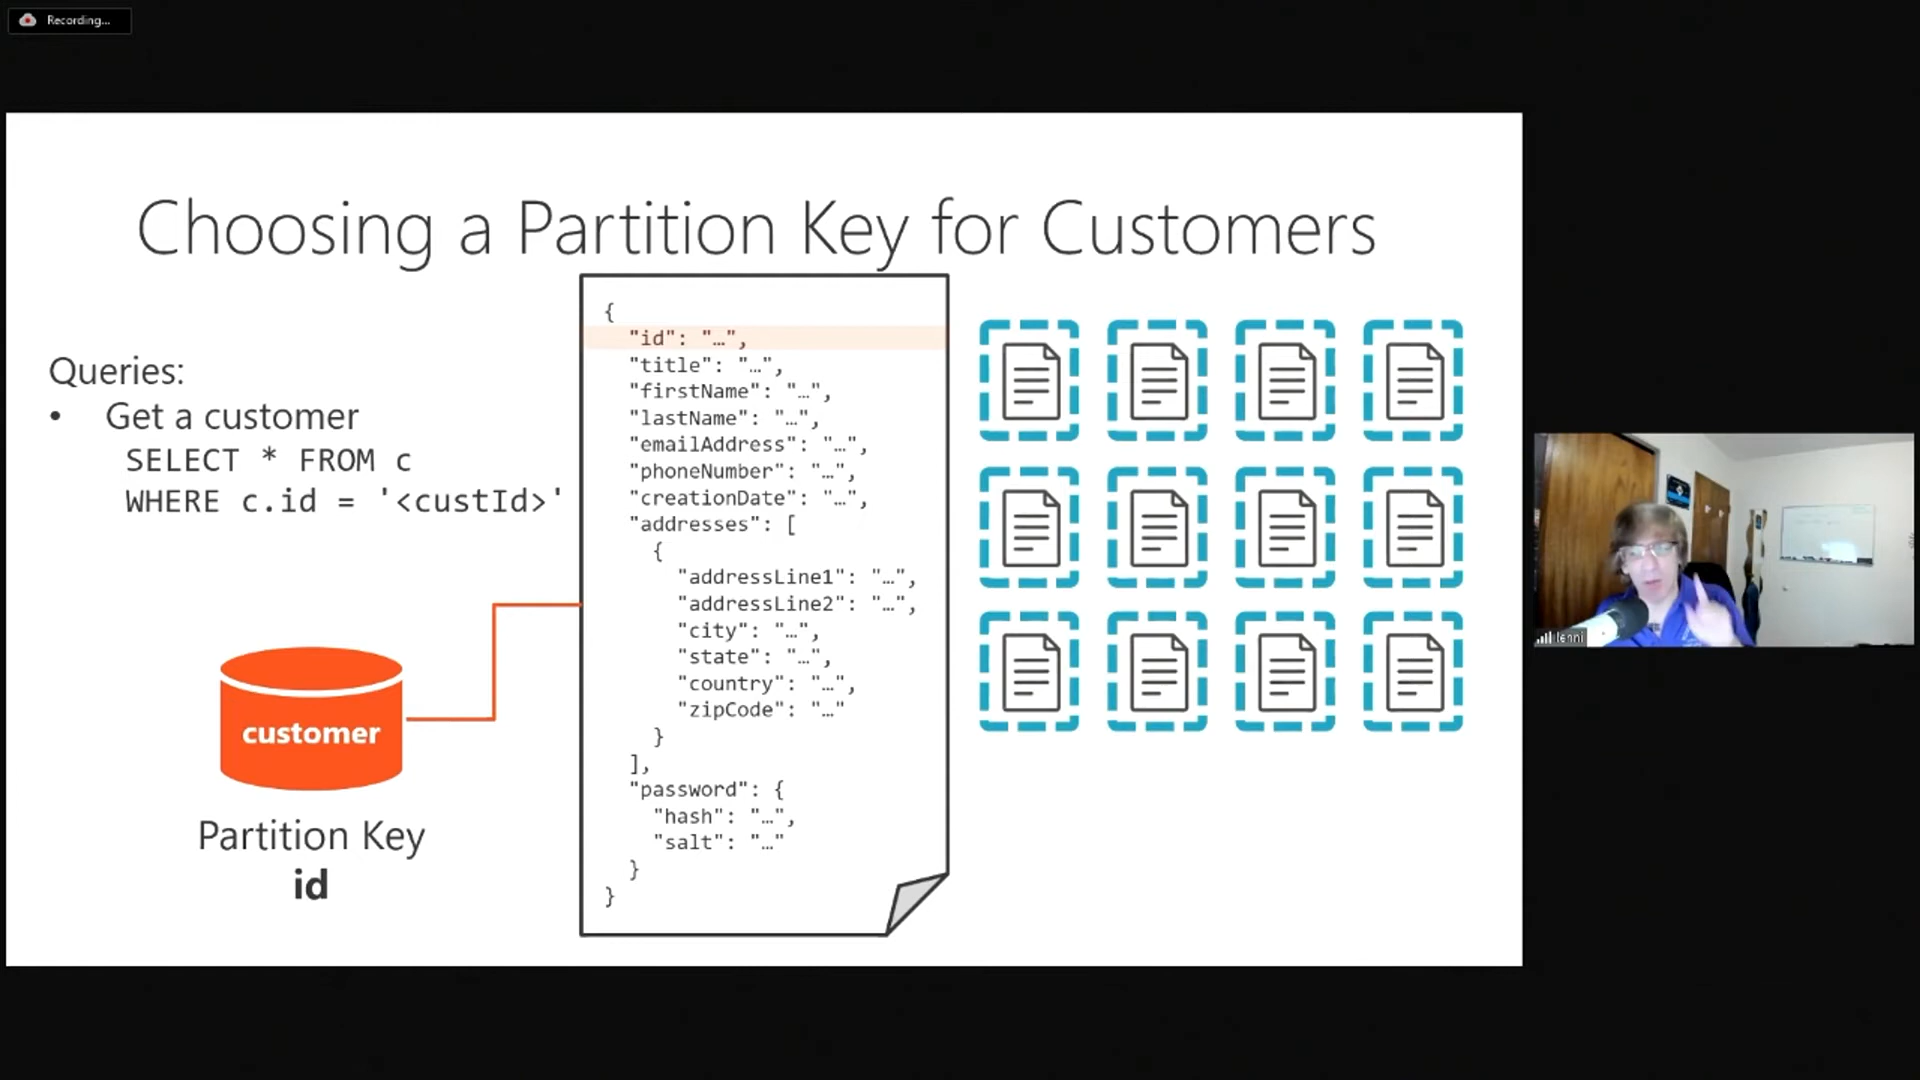 Recording...
Choosing a Partition Key for Customers
Queries:
• Get a customer
SELECT * FROM c
WHERE c.id = '<custId>'
customer
Partition Key
id
{
"id": "…",
"title": "…",
"firstName": "…",
"lastName": "…",
"emailAddress": "…",
"phoneNumber": "…",
"creationDate": "…",
"addresses": [
{
"addressLine1": "…",
"addressLine2": "…",
"city": "…",
"state": "…",
"country": "…",
"zipCode": "…"
}
],
"password": {
"hash": "…",
"salt": "…"
}
}
lenni